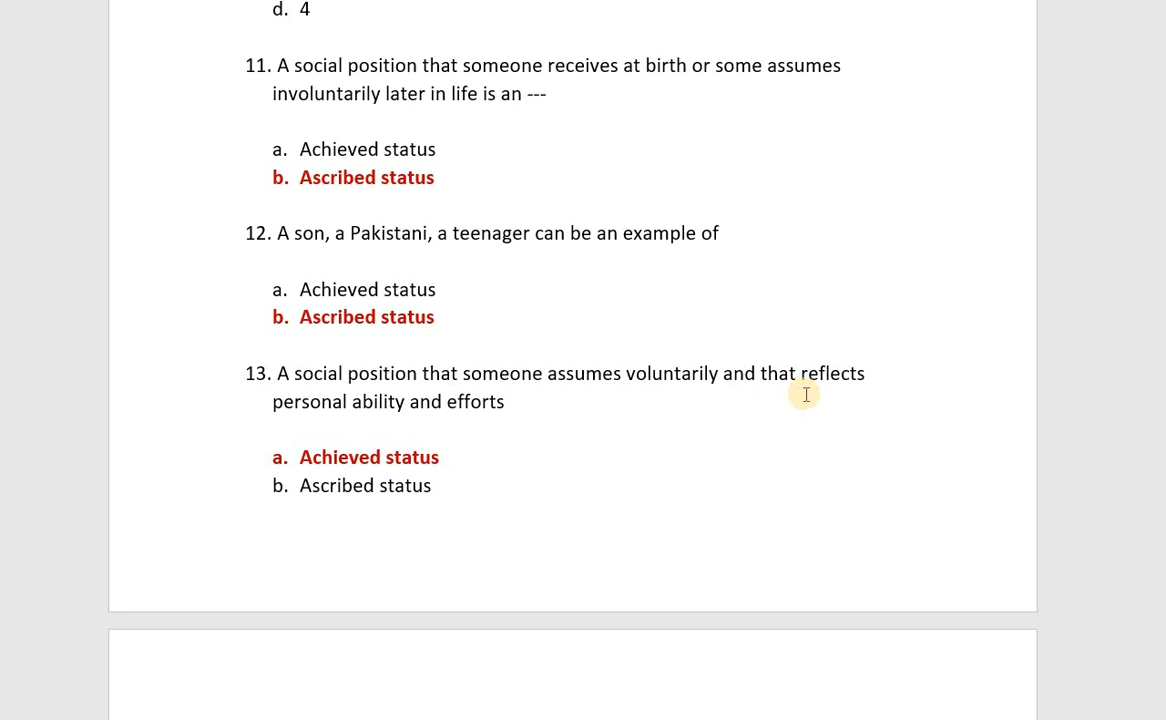 d. 4
11. A social position that someone receives at birth or some assumes
involuntarily later in life is an ---
a. Achieved status
b. Ascribed status
12. A son, a Pakistani, a teenager can be an example of
a. Achieved status
b. Ascribed status
13. A social position that someone assumes voluntarily and that reflects
personal ability and efforts
a. Achieved status
b. Ascribed status